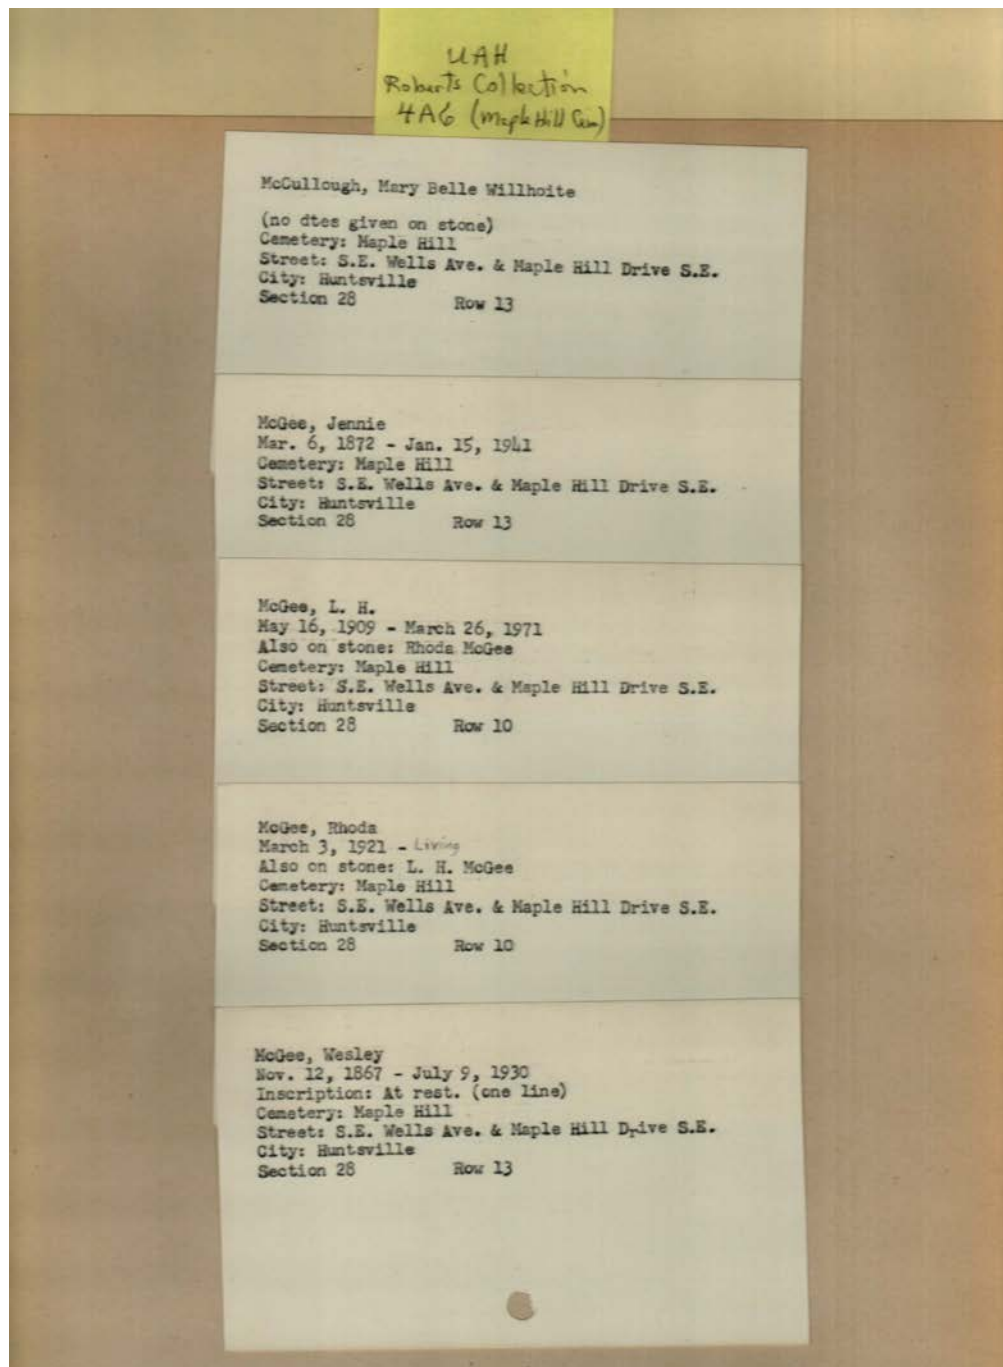 UAH
Roberts Collection
4A6 (Maple Hill Cem)
McCullough, Mary Belle Willhoite
(no dtes given on stone)
Cemetery: Maple Hill
Street: S.E. Wells Ave. & Maple Hill Drive S.E.
City: Huntsville
Section 28 Row 13
McGee, Jennie
Mar. 6, 1872 - Jan. 15, 1941
Cemetery: Maple Hill
Street: S.E. Wells Ave. & Maple Hill Drive S.E.
City: Huntsville
Section 28 Row 13
McGee, L. H.
May 16, 1909 - March 26, 1971
Also on stone: Rhoda McGee
Cemetery: Maple Hill
Street: S.E. Wells Ave. & Maple Hill Drive S.E.
City: Huntsville
Section 28 Row 10
McGee, Rhoda
March 3, 1921 - Living
Also on stone: L. H. McGee
Cemetery: Maple Hill
Street: S.E. Wells Ave. & Maple Hill Drive S.E.
City: Huntsville
Section 28 Row 10
McGee, Wesley
Nov. 12, 1867 - July 9, 1930
Inscription: At rest. (one line)
Cemetery: Maple Hill
Street: S.E. Wells Ave. & Maple Hill Drive S.E.
City: Huntsville
Section 28 Row 13